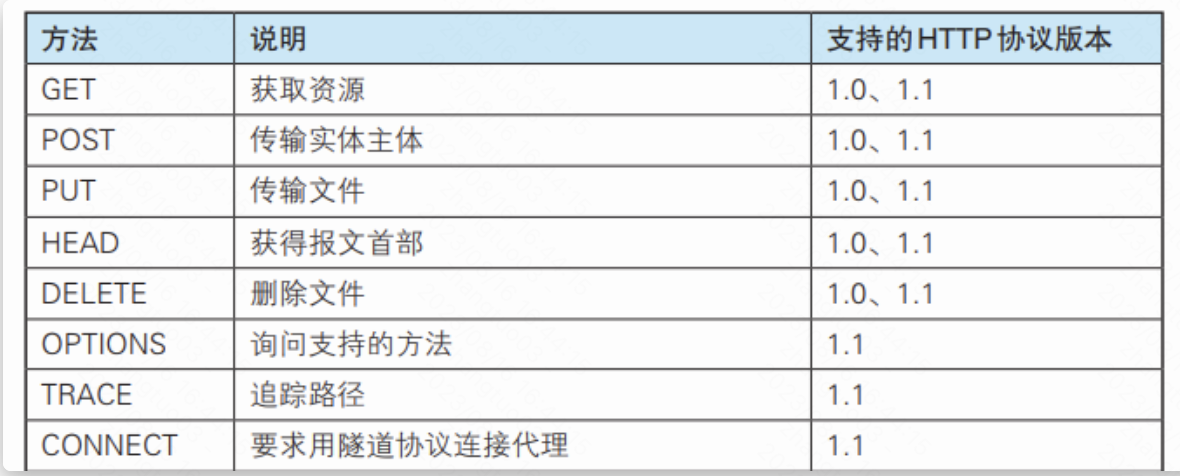 方法 说明 支持的HTTP协议版本
GET 获取资源 1.0、1.1
POST 传输实体主体 1.0、1.1
PUT 传输文件 1.0、1.1
HEAD 获得报文首部 1.0、1.1
DELETE 删除文件 1.0、1.1
OPTIONS 询问支持的方法 1.1
TRACE 追踪路径 1.1
CONNECT 要求用隧道协议连接代理 1.1